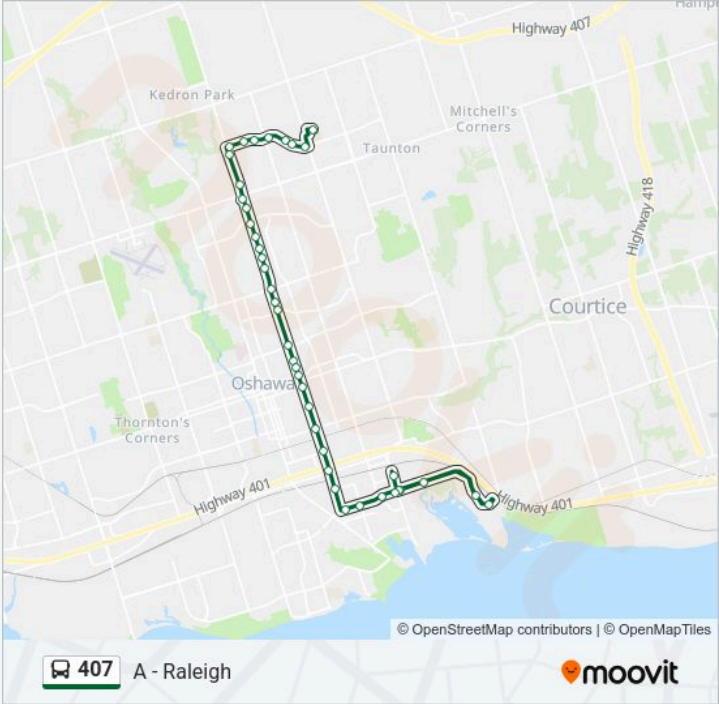 Hamp
Highway 407
Kedron Park
Mitchell's
Corners
Taunton
Highway 418
Courtice
Oshawa
Thornton's
Corners
Highway 401
Highway 401
© OpenStreetMap contributors | © OpenMapTiles
407 A - Raleigh
moovit